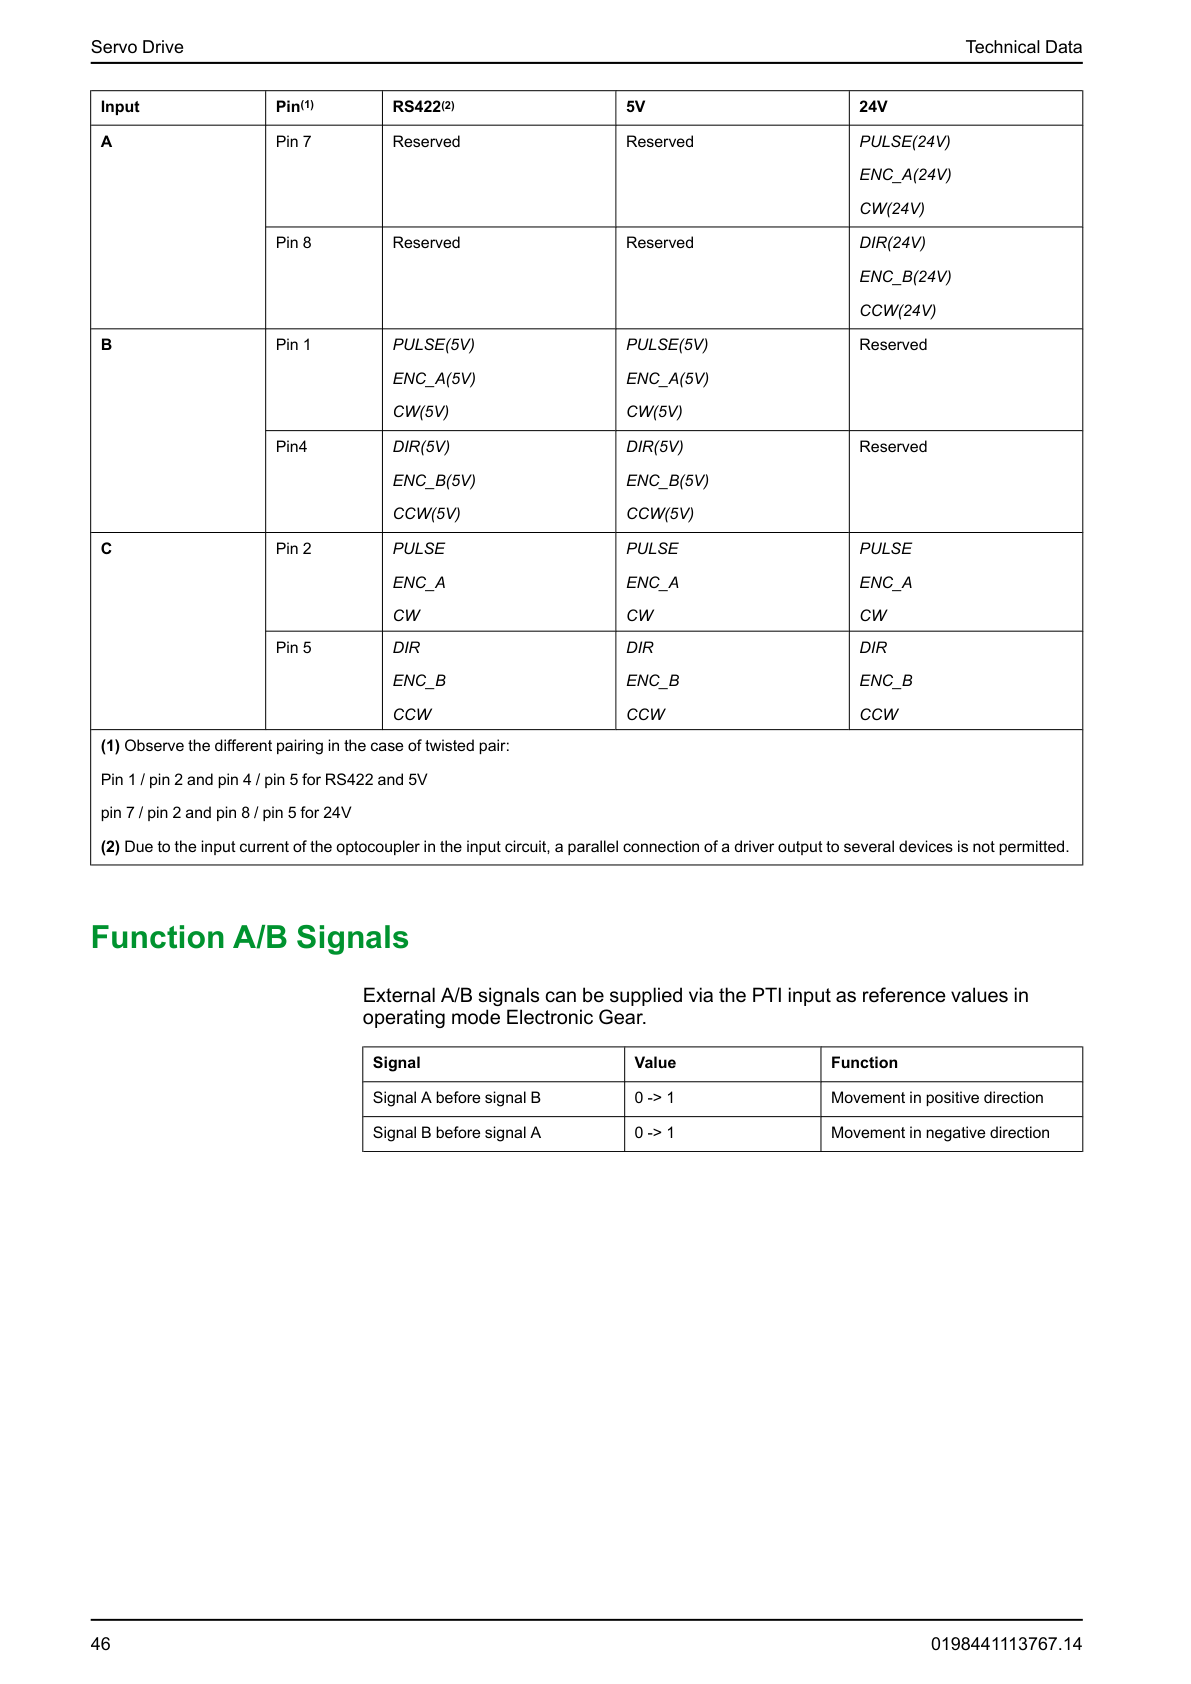 Servo Drive Technical Data
Input Pin(1) RS422(2) 5V 24V
A Pin 7 Reserved Reserved PULSE(24V)
ENC_A(24V)
CW(24V)
Pin 8 Reserved Reserved DIR(24V)
ENC_B(24V)
CCW(24V)
B Pin 1 PULSE(5V) PULSE(5V) Reserved
ENC_A(5V) ENC_A(5V)
CW(5V) CW(5V)
Pin4 DIR(5V) DIR(5V) Reserved
ENC_B(5V) ENC_B(5V)
CCW(5V) CCW(5V)
C Pin 2 PULSE PULSE PULSE
ENC_A ENC_A ENC_A
CW CW CW
Pin 5 DIR DIR DIR
ENC_B ENC_B ENC_B
CCW CCW CCW
(1) Observe the different pairing in the case of twisted pair:
Pin 1 / pin 2 and pin 4 / pin 5 for RS422 and 5V
pin 7 / pin 2 and pin 8 / pin 5 for 24V
(2) Due to the input current of the optocoupler in the input circuit, a parallel connection of a driver output to several devices is not permitted.
Function A/B Signals
External A/B signals can be supplied via the PTI input as reference values in
operating mode Electronic Gear.
Signal Value Function
Signal A before signal B 0 -> 1 Movement in positive direction
Signal B before signal A 0 -> 1 Movement in negative direction
46 0198441113767.14